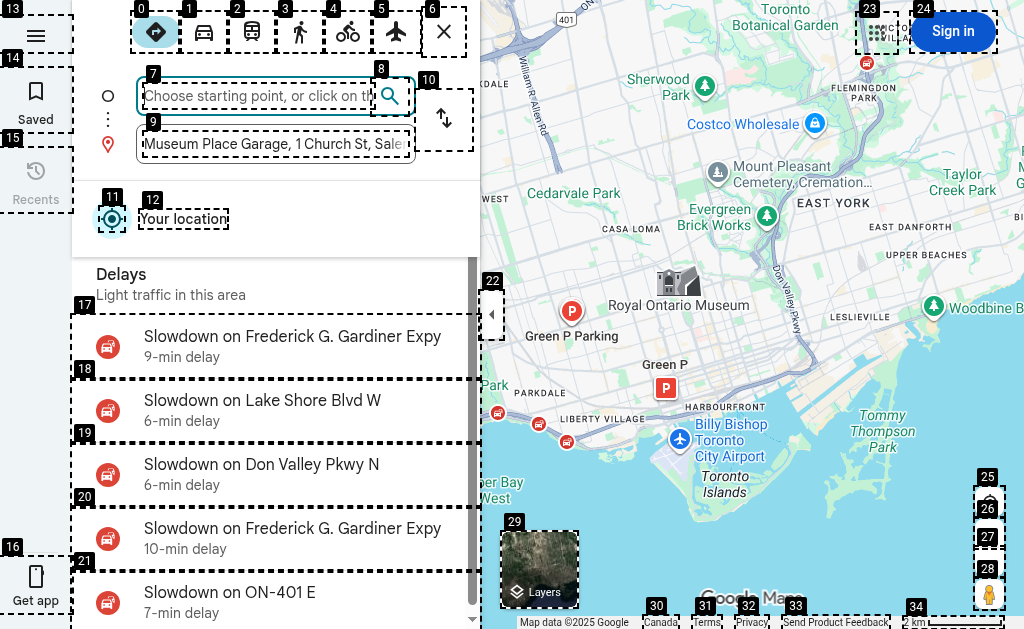 13
0
1
2
3
4
5
6
14
Saved
15
Recents
7
Choose starting point, or click on th
8
9
Museum Place Garage, 1 Church St, Sale
10
11
12
Your location
Delays
Light traffic in this area
17
Slowdown on Frederick G. Gardiner Expy
9-min delay
18
Slowdown on Lake Shore Blvd W
6-min delay
19
Slowdown on Don Valley Pkwy N
6-min delay
20
Slowdown on Frederick G. Gardiner Expy
10-min delay
21
Slowdown on ON-401 E
7-min delay
16
Get app
22
23
24
Sign in
401
Toronto
Botanical Garden
William R. Allen Rd
Sherwood
Park
FLEMINGDON
PARK
Costco Wholesale
Mount Pleasant
Cemetery, Cremation...
Taylor
Creek Park
Cedarvale Park
WEST
EAST YORK
Evergreen
Brick Works
CASA LOMA
EAST DANFORTH
UPPER BEACHES
Don Valley Pkwy
Royal Ontario Museum
Woodbine B
LESLIEVILLE
P
Green P Parking
Green P
P
Park
PARKDALE
HARBOURFRONT
LIBERTY VILLAGE
Billy Bishop
Toronto
City Airport
Tommy
Thompson
Park
Toronto
Islands
per Bay
West
25
26
27
28
29
Layers
Google Maps
30
31
32
33
34
Map data ©2025 Google
Canada
Terms
Privacy
Send Product Feedback
2 km